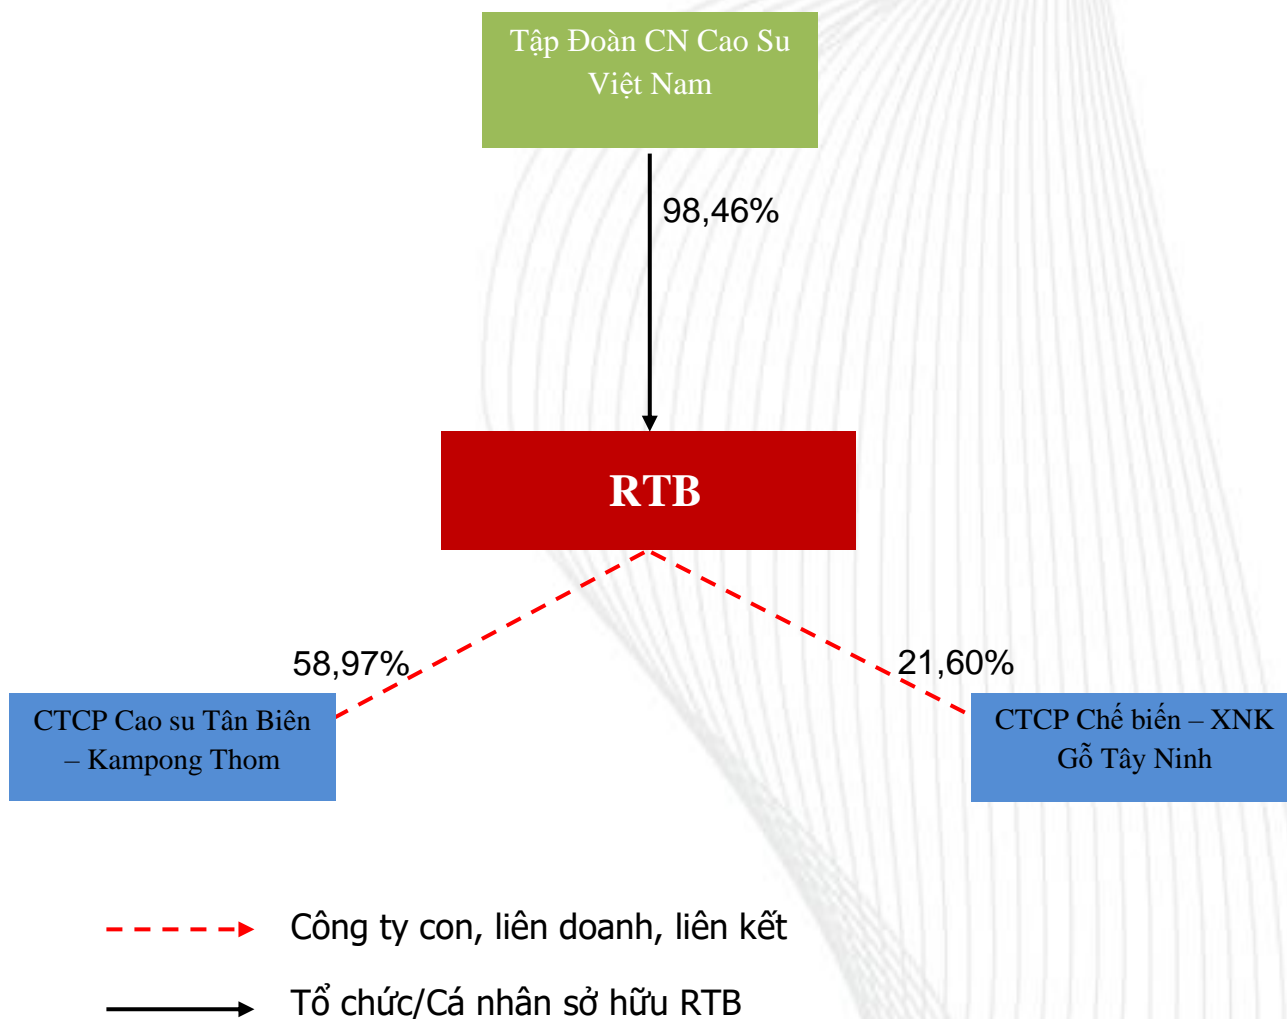 Tập Đoàn CN Cao Su
Việt Nam
98,46%
RTB
58,97%
21,60%
CTCP Cao su Tân Biên
– Kampong Thom
CTCP Chế biến – XNK
Gỗ Tây Ninh
Công ty con, liên doanh, liên kết
Tổ chức/Cá nhân sở hữu RTB